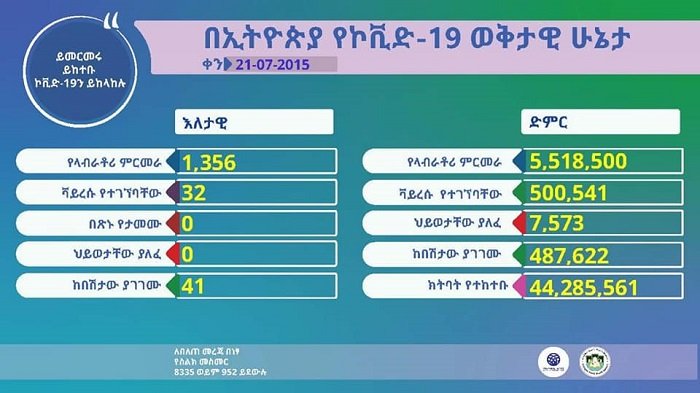 ይመርመሩ
ይከተቡ
ኮቪድ-19ን ይከላከሉ
በኢትዮጵያ የኮቪድ-19 ወቅታዊ ሁኔታ
ቀን 21-07-2015
እለታዊ
የላብራቶሪ ምርመራ 1,356
ቫይረሱ የተገኘባቸው 32
በጽኑ የታመሙ 0
ህይወታቸው ያለፈ 0
ከበሽታው ያገገሙ 41
ድምር
የላብራቶሪ ምርመራ 5,518,500
ቫይረሱ የተገኘባቸው 500,541
ህይወታቸው ያለፈ 7,573
ከበሽታው ያገገሙ 487,622
ክትባት የተከተቡ 44,285,561
ለበለጠ መረጃ በነፃ
የስልክ መስመር
8335 ወይም 952 ይደውሉ